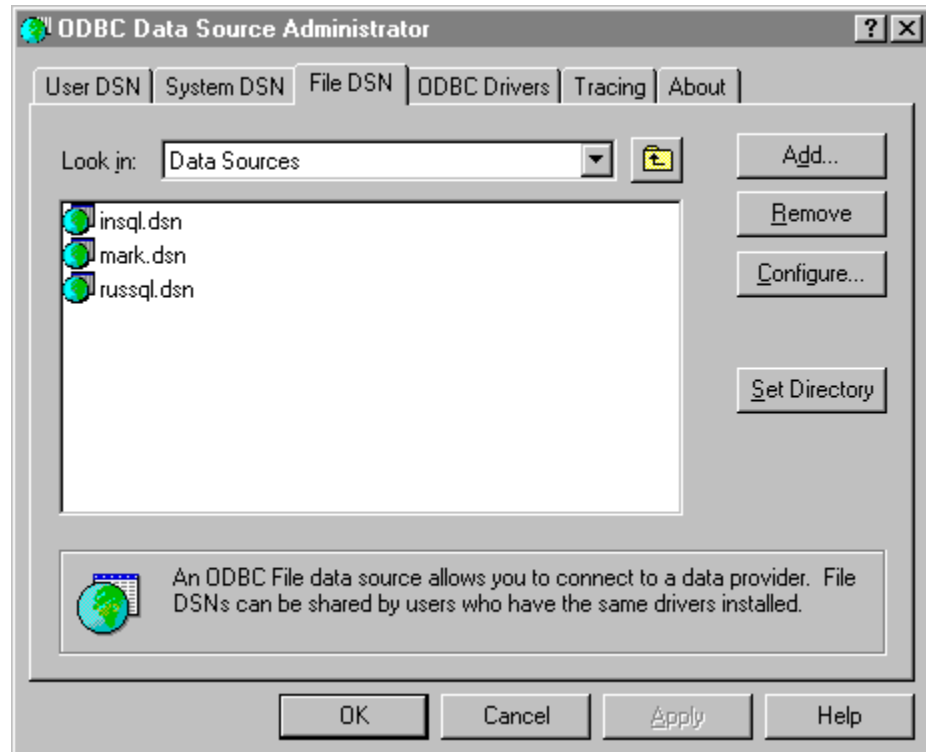 ODBC Data Source Administrator
User DSN System DSN File DSN ODBC Drivers Tracing About
Look in: Data Sources
Add...
insql.dsn
mark.dsn
russql.dsn
Remove
Configure...
Set Directory
An ODBC File data source allows you to connect to a data provider. File
DSNs can be shared by users who have the same drivers installed.
OK Cancel Apply Help